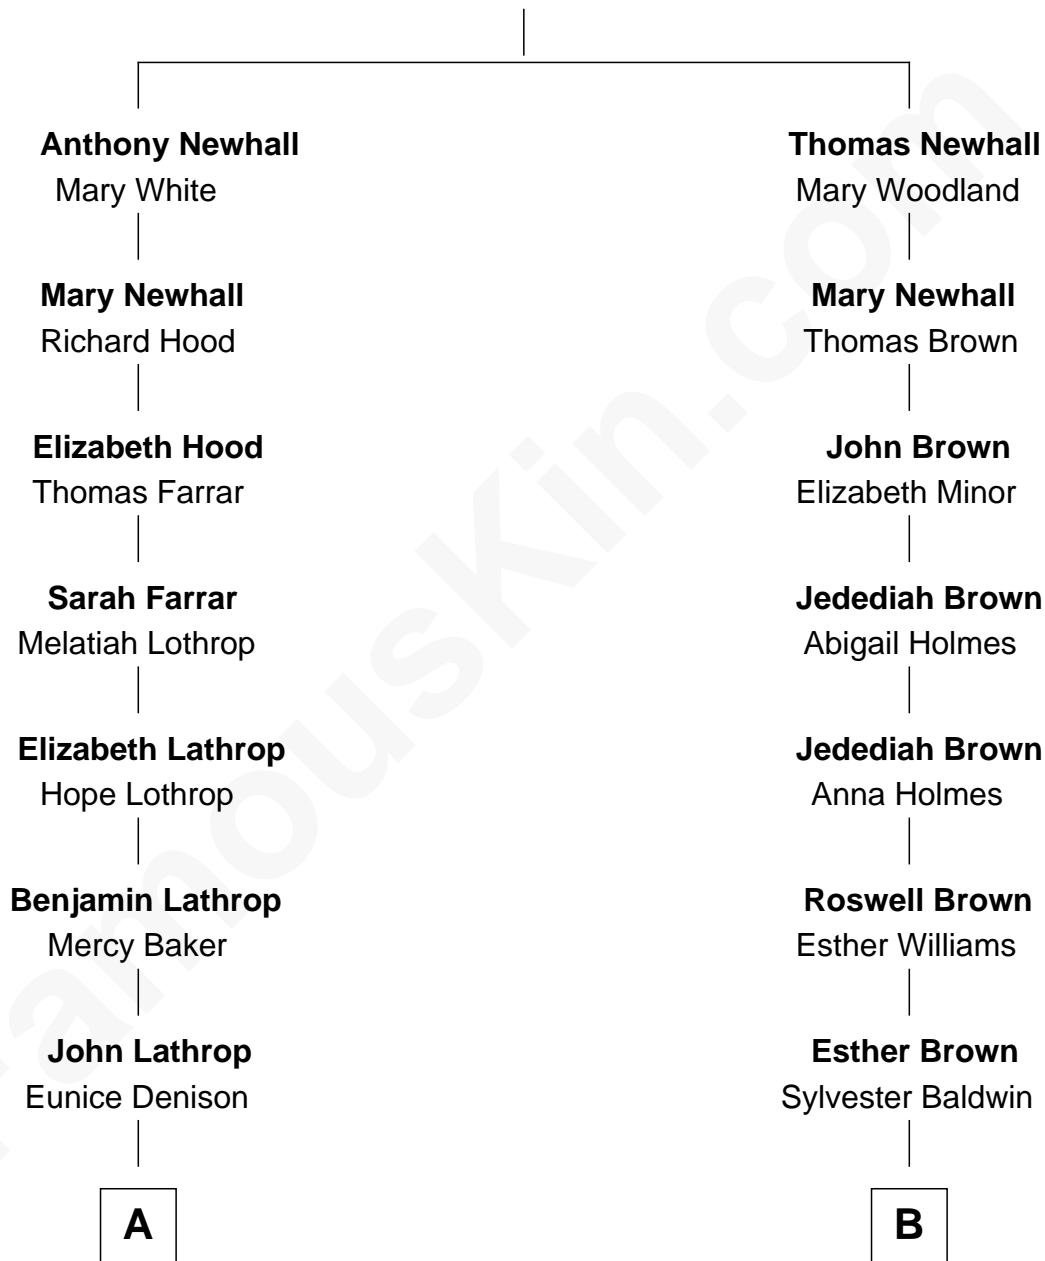 Anthony Newhall
Mary White
Mary Newhall
Richard Hood
Elizabeth Hood
Thomas Farrar
Sarah Farrar
Melatiah Lothrop
Elizabeth Lathrop
Hope Lothrop
Benjamin Lathrop
Mercy Baker
John Lathrop
Eunice Denison
A
Thomas Newhall
Mary Woodland
Mary Newhall
Thomas Brown
John Brown
Elizabeth Minor
Jedediah Brown
Abigail Holmes
Jedediah Brown
Anna Holmes
Roswell Brown
Esther Williams
Esther Brown
Sylvester Baldwin
B
FamousKin.com